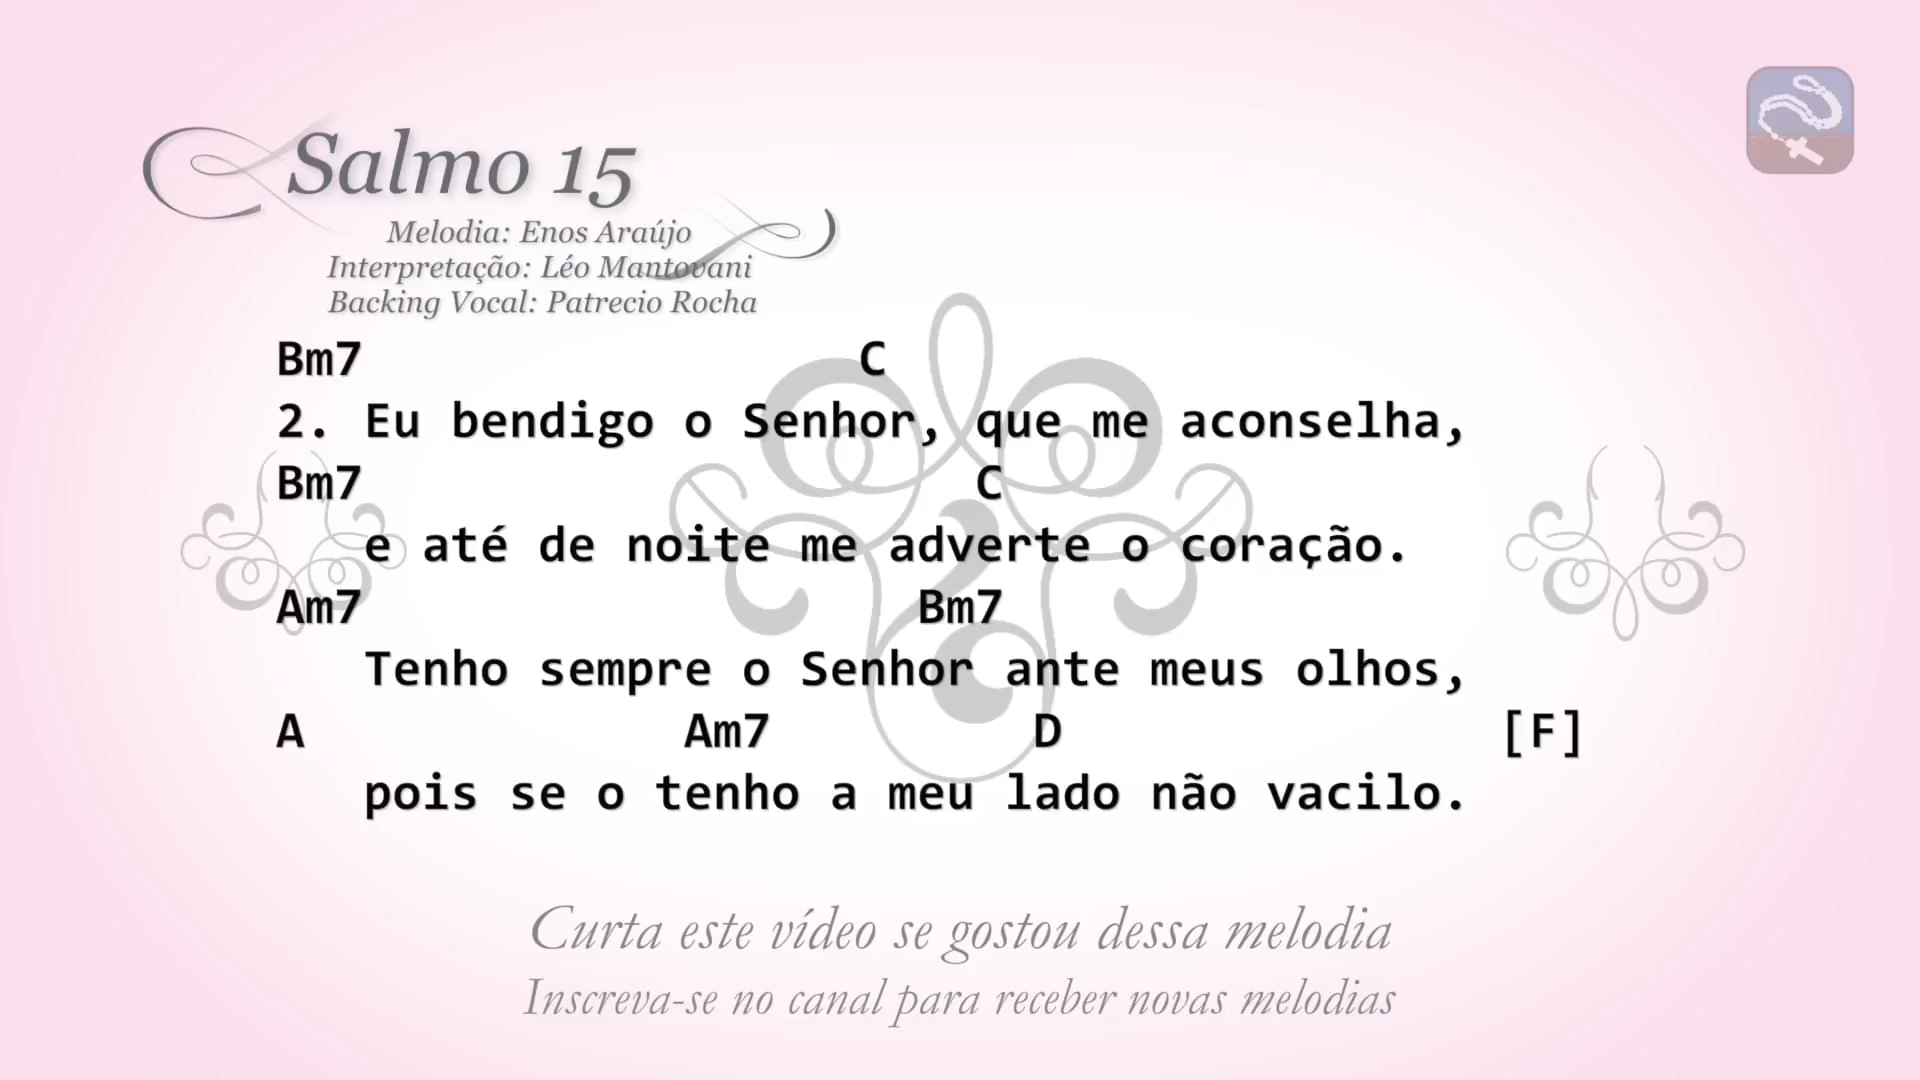 Salmo 15
Melodia: Enos Araújo
Interpretação: Léo Mantovani
Backing Vocal: Patrecio Rocha
Bm7                 C
2. Eu bendigo o Senhor, que me aconselha,
Bm7                     C
   e até de noite me adverte o coração.
Am7                   Bm7
   Tenho sempre o Senhor ante meus olhos,
A             Am7         D               [F]
   pois se o tenho a meu lado não vacilo.
Curta este vídeo se gostou dessa melodia
Inscreva-se no canal para receber novas melodias